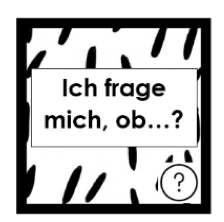 Ich frage
mich, ob...?
?